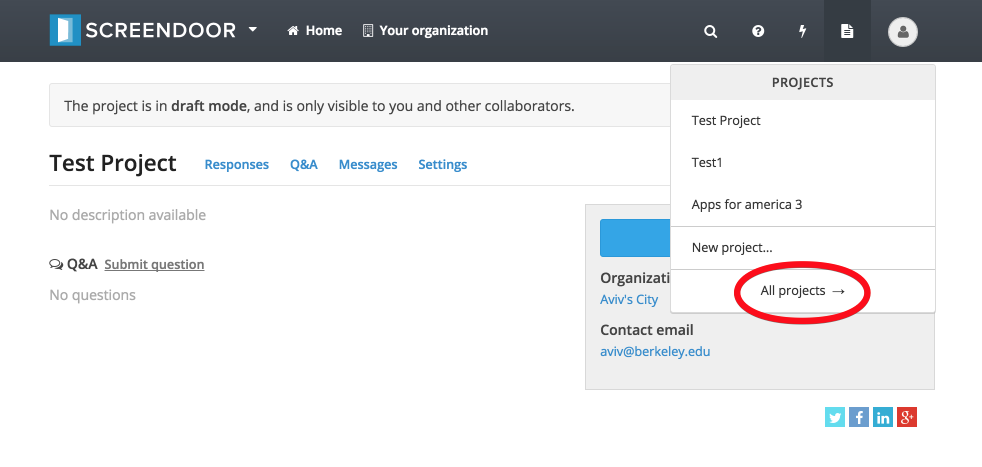 SCREENDOOR Home Your organization
PROJECTS
Test Project
Test1
Apps for america 3
New project...
All projects →
The project is in draft mode, and is only visible to you and other collaborators.
Test Project Responses Q&A Messages Settings
No description available
Q&A Submit question
No questions
Organizati
Aviv's City
Contact email
aviv@berkeley.edu